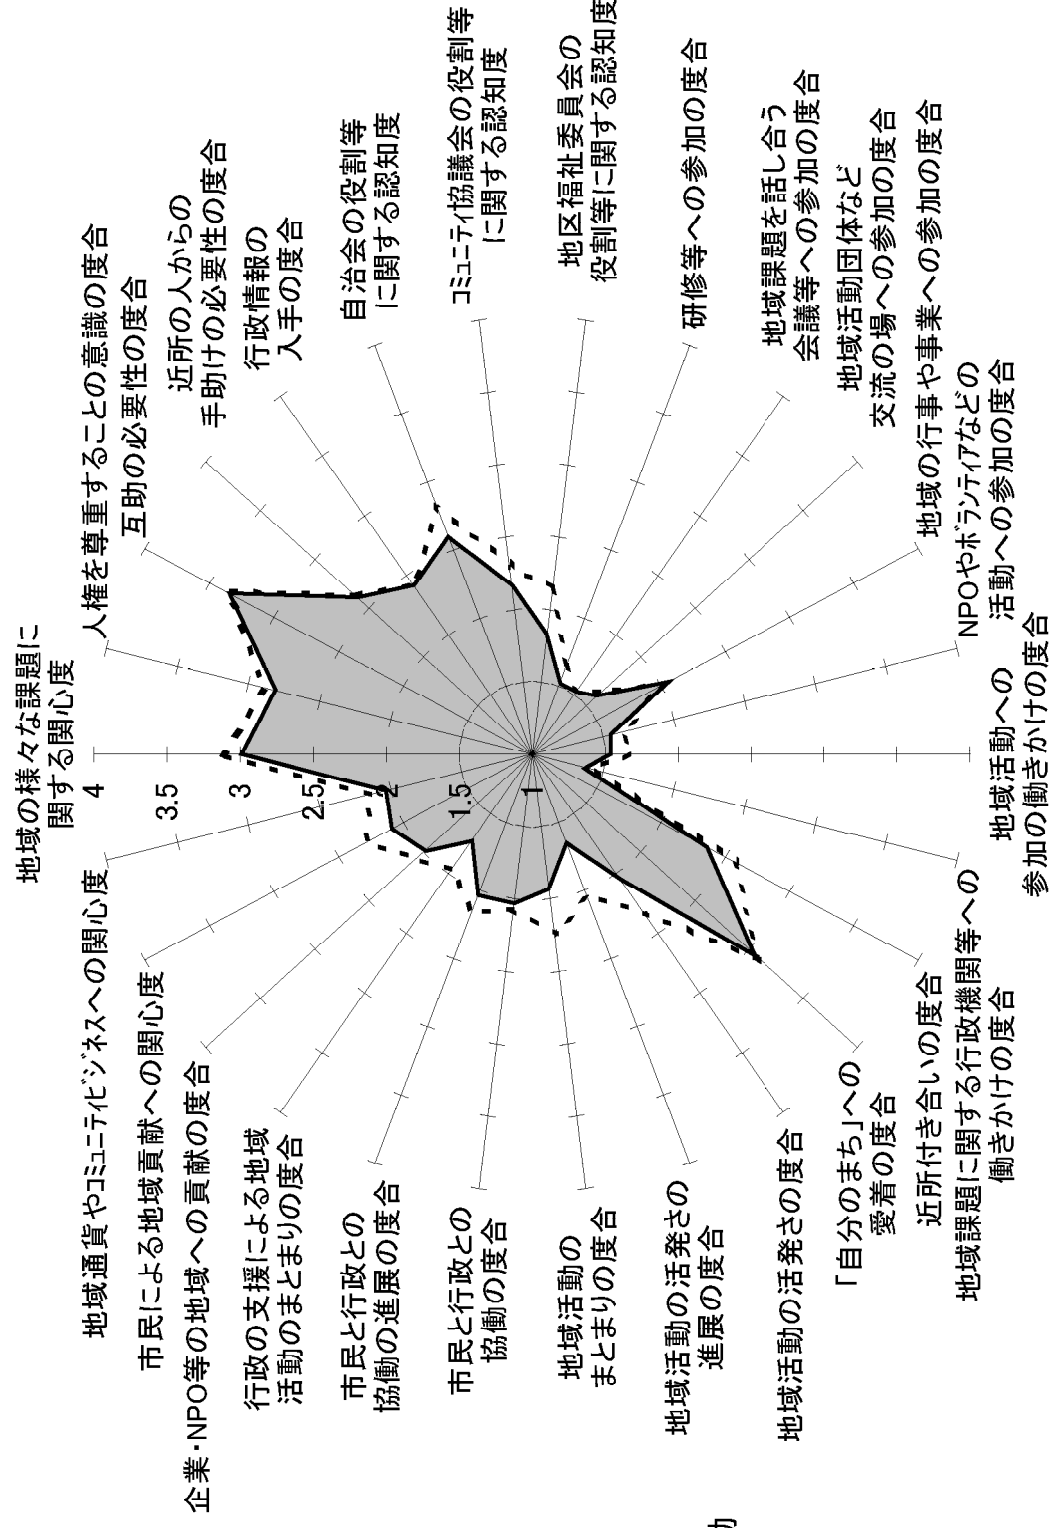 地域の様々な課題に
関する関心度
人権を尊重することの意識の度合
互助の必要性の度合
近所の人からの
手助けの必要性の度合
行政情報の
入手の度合
自治会の役割等
に関する認知度
コミュニティ協議会の役割等
に関する認知度
地区福祉委員会の
役割等に関する認知度
研修等への参加の度合
地域課題を話し合う
会議等への参加の度合
地域活動団体など
交流の場への参加の度合
地域の行事や事業への参加の度合
NPOやボランティアなどの
活動への参加の度合
地域活動への
参加の働きかけの度合
地域課題に関する行政機関等への
働きかけの度合
近所付き合いの度合
「自分のまち」への
愛着の度合
地域活動の活発さの度合
地域活動の活発さの
進展の度合
地域活動の
まとまりの度合
市民と行政との
協働の度合
市民と行政との
協働の進展の度合
行政の支援による地域
活動のまとまりの度合
企業・NPO等の地域への貢献の度合
市民による地域貢献への関心度
地域通貨やコミュニティビジネスへの関心度
4
3.5
3
2.5
2
1.5
1